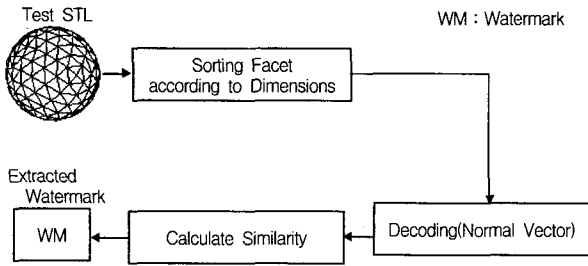 Test STL
WM : Watermark
Sorting Facet
according to Dimensions
Extracted
Watermark
WM
Calculate Similarity
Decoding(Normal Vector)